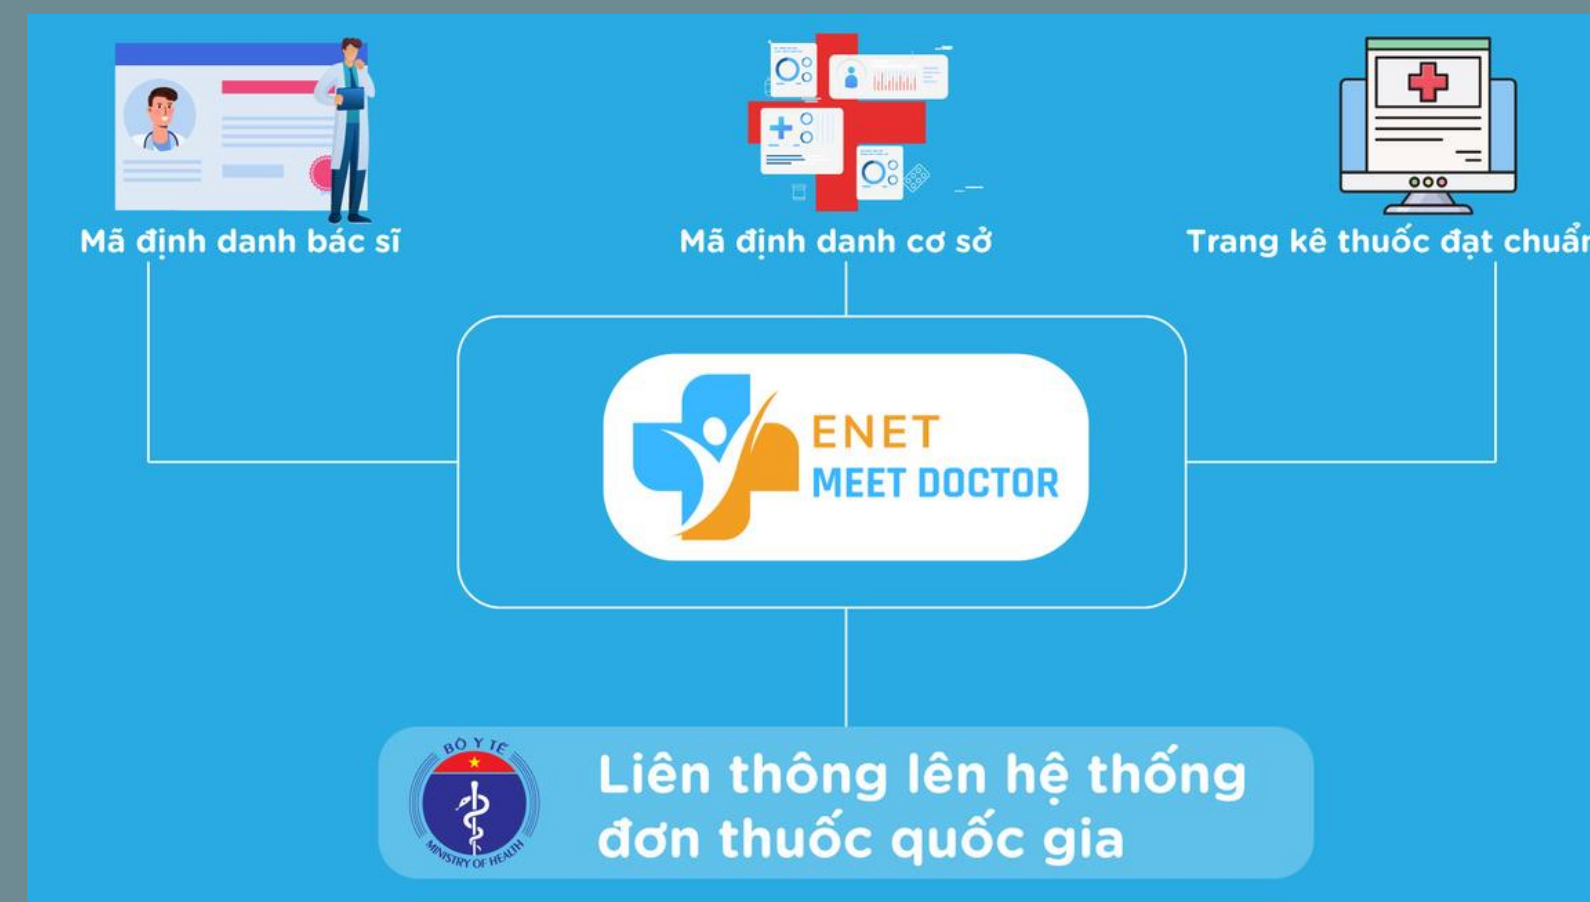 Mã định danh bác sĩ
Mã định danh cơ sở
Trang kê thuốc đạt chuẩn
ENET
MEET DOCTOR
BỘ Y TẾ
MINISTRY OF HEALTH
Liên thông lên hệ thống
đơn thuốc quốc gia